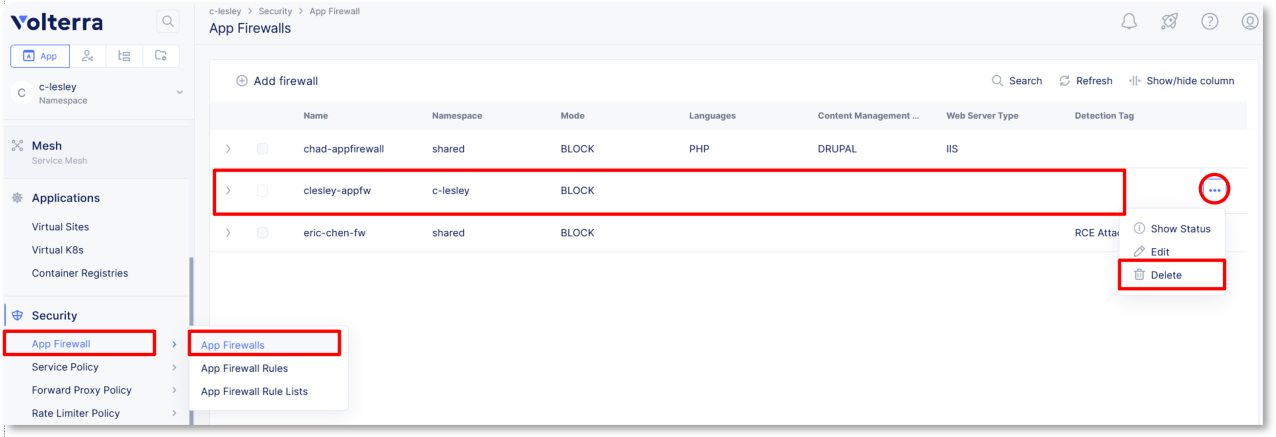 Volterra
c-lesley > Security > App Firewall
App Firewalls
App
C
c-lesley
Namespace
Mesh
Service Mesh
Applications
Virtual Sites
Virtual K8s
Container Registries
Security
App Firewall
Service Policy
Forward Proxy Policy
Rate Limiter Policy
App Firewalls
App Firewall Rules
App Firewall Rule Lists
Add firewall
Search Refresh Show/hide column
Name Namespace Mode Languages Content Management ... Web Server Type Detection Tag
chad-appfirewall shared BLOCK PHP DRUPAL IIS
clesley-appfw c-lesley BLOCK
eric-chen-fw shared BLOCK RCE Attac
Show Status
Edit
Delete